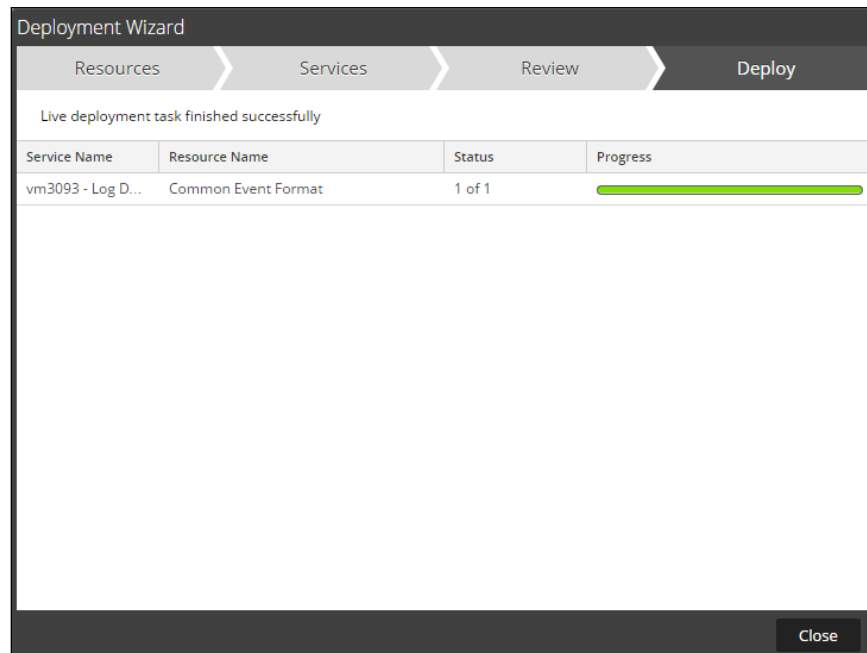 Deployment Wizard
Resources Services Review Deploy
Live deployment task finished successfully
Service Name Resource Name Status Progress
vm3093 - Log D... Common Event Format 1 of 1
Close